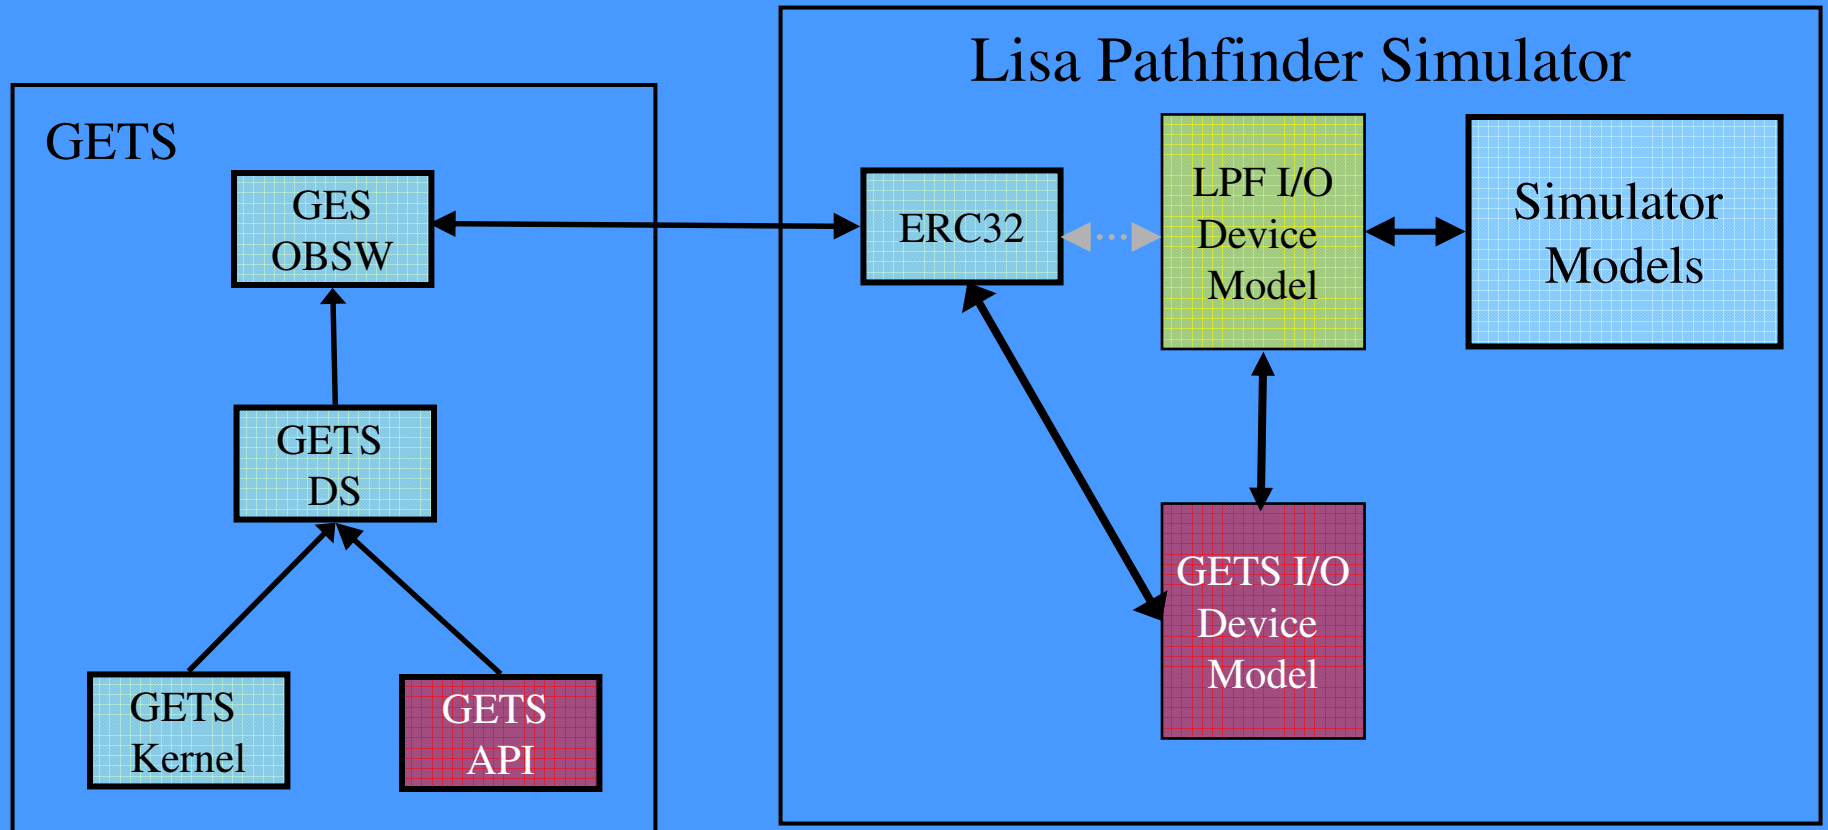 Lisa Pathfinder Simulator
GETS
GES
OBSW
GETS
DS
GETS
Kernel
GETS
API
ERC32
LPF I/O
Device
Model
Simulator
Models
GETS I/O
Device
Model